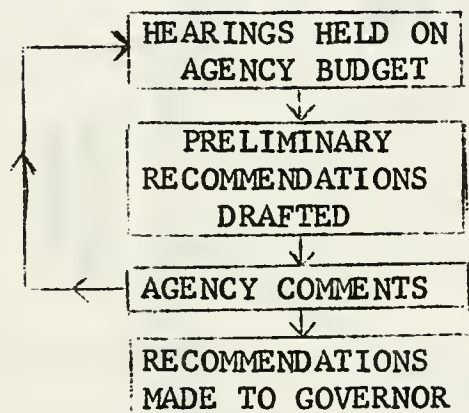 HEARINGS HELD ON
AGENCY BUDGET
PRELIMINARY
RECOMMENDATIONS
DRAFTED
AGENCY COMMENTS
RECOMMENDATIONS
MADE TO GOVERNOR